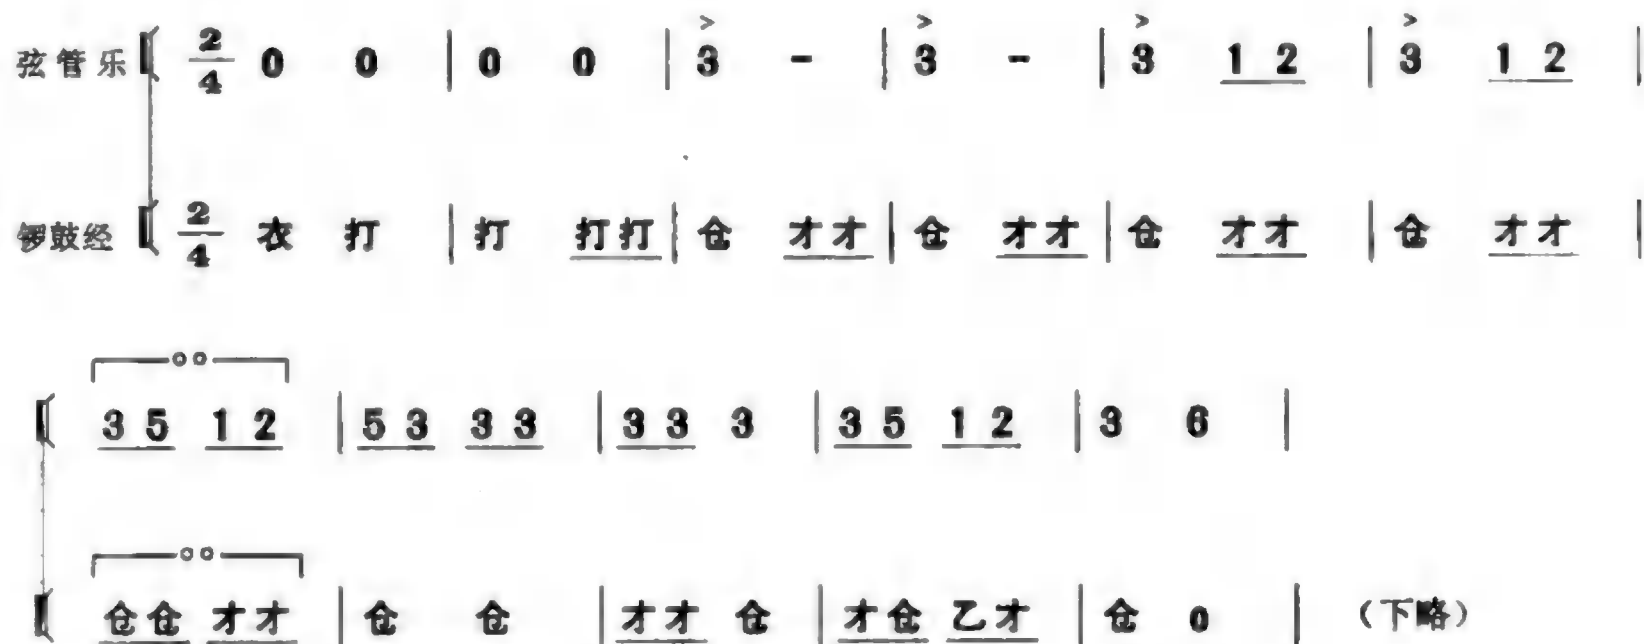 弦管乐 2/4 0 0 | 0 0 | 3 - | 3 - | 3 1 2 | 3 1 2 |
锣鼓经 2/4 衣 打 | 打 打打 | 仓 才才 | 仓 才才 | 仓 才才 | 仓 才才 |
3 5 1 2 | 5 3 3 3 | 3 3 3 | 3 5 1 2 | 3 6 |
仓仓 才才 | 仓 仓 | 才才 仓 | 才仓 乙才 | 仓 0 | (下略)